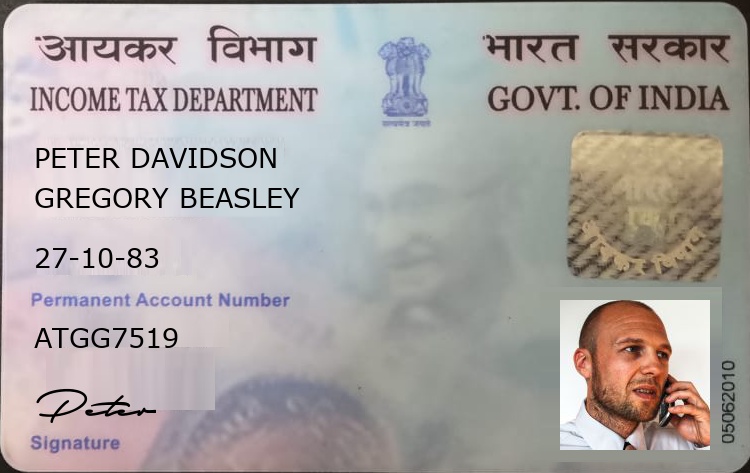 आयकर विभाग
भारत सरकार
INCOME TAX DEPARTMENT
GOVT. OF INDIA
सत्यमेव जयते
PETER DAVIDSON
GREGORY BEASLEY
27-10-83
Permanent Account Number
ATGG7519
Peter
Signature
05062010